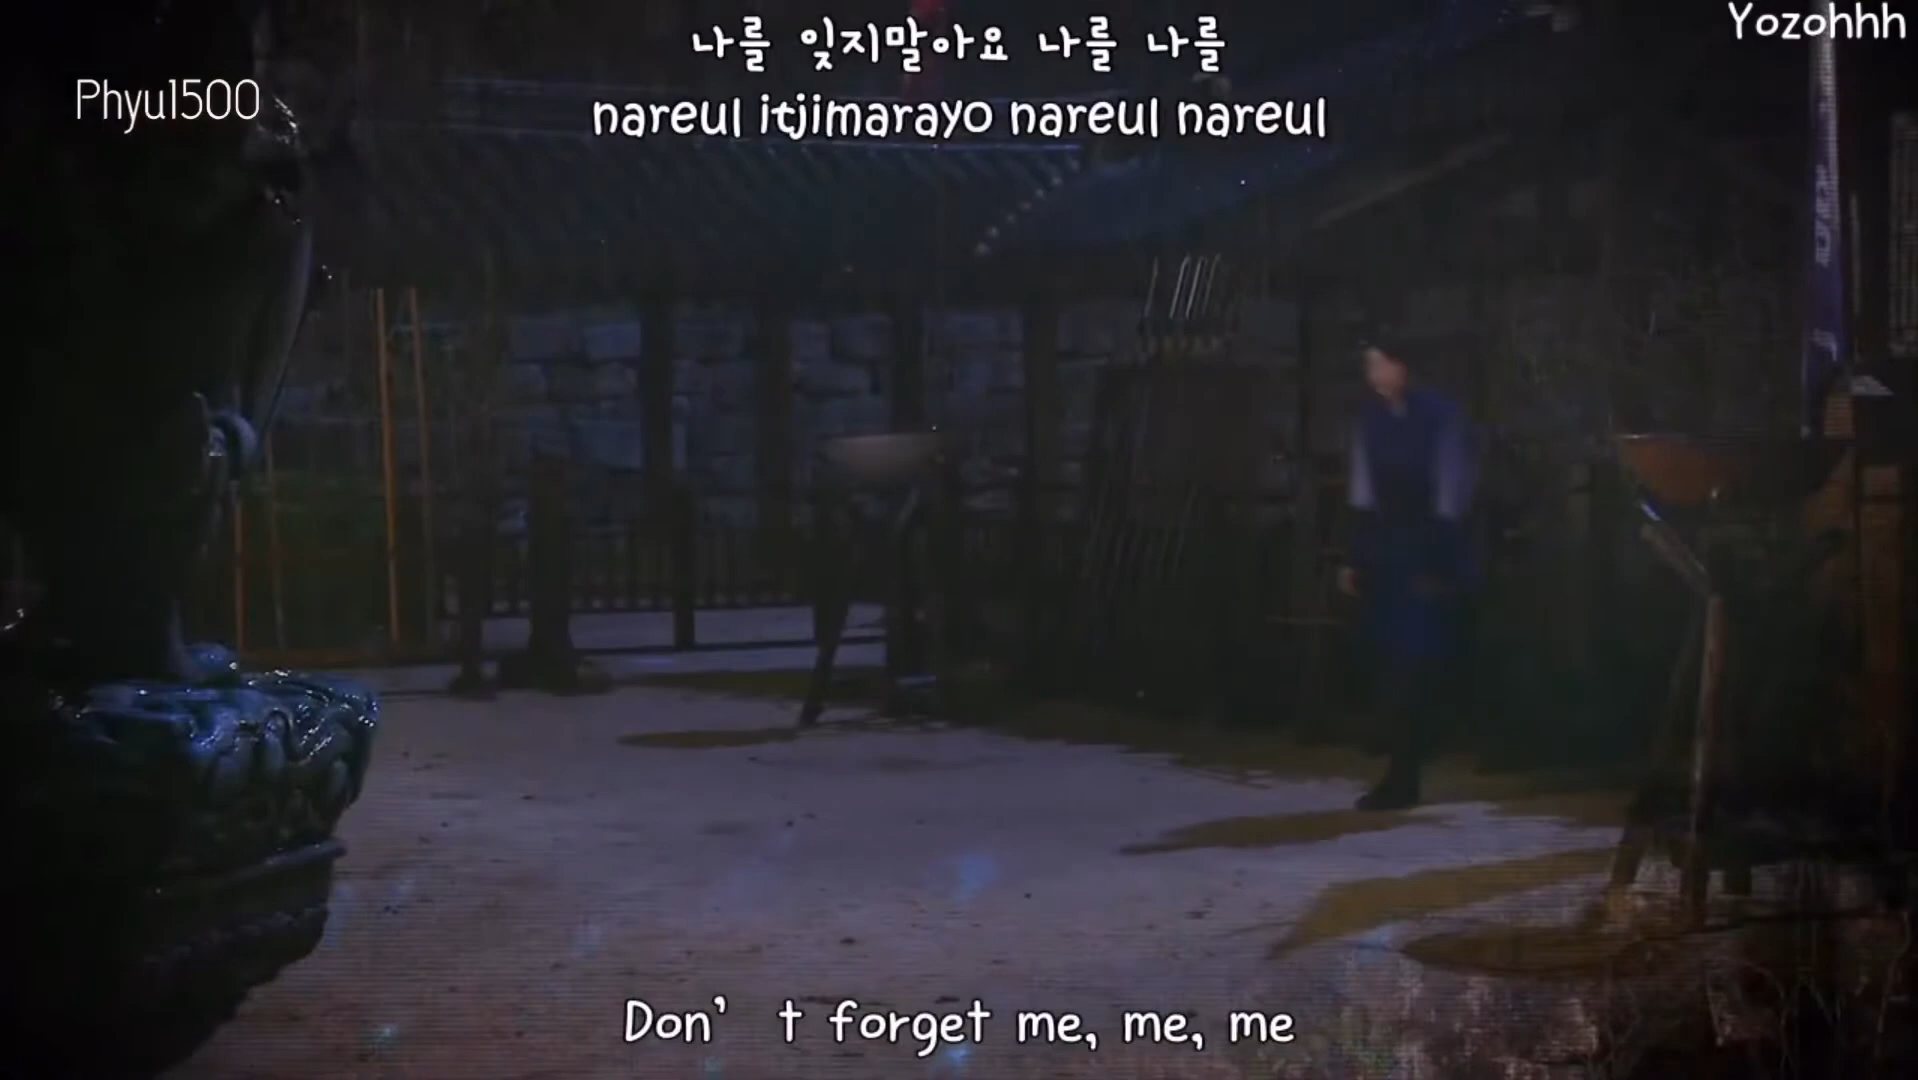 Yozohhh
나를 잊지말아요 나를 나를
Phyu1500
nareul itjimarayo nareul nareul
Don't forget me, me, me